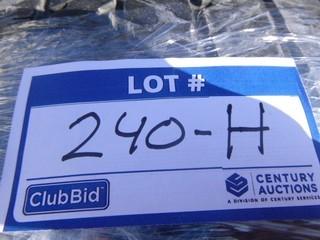 LOT #
240-H
ClubBid
CENTURY
AUCTIONS
A DIVISION OF CENTURY SERVICES